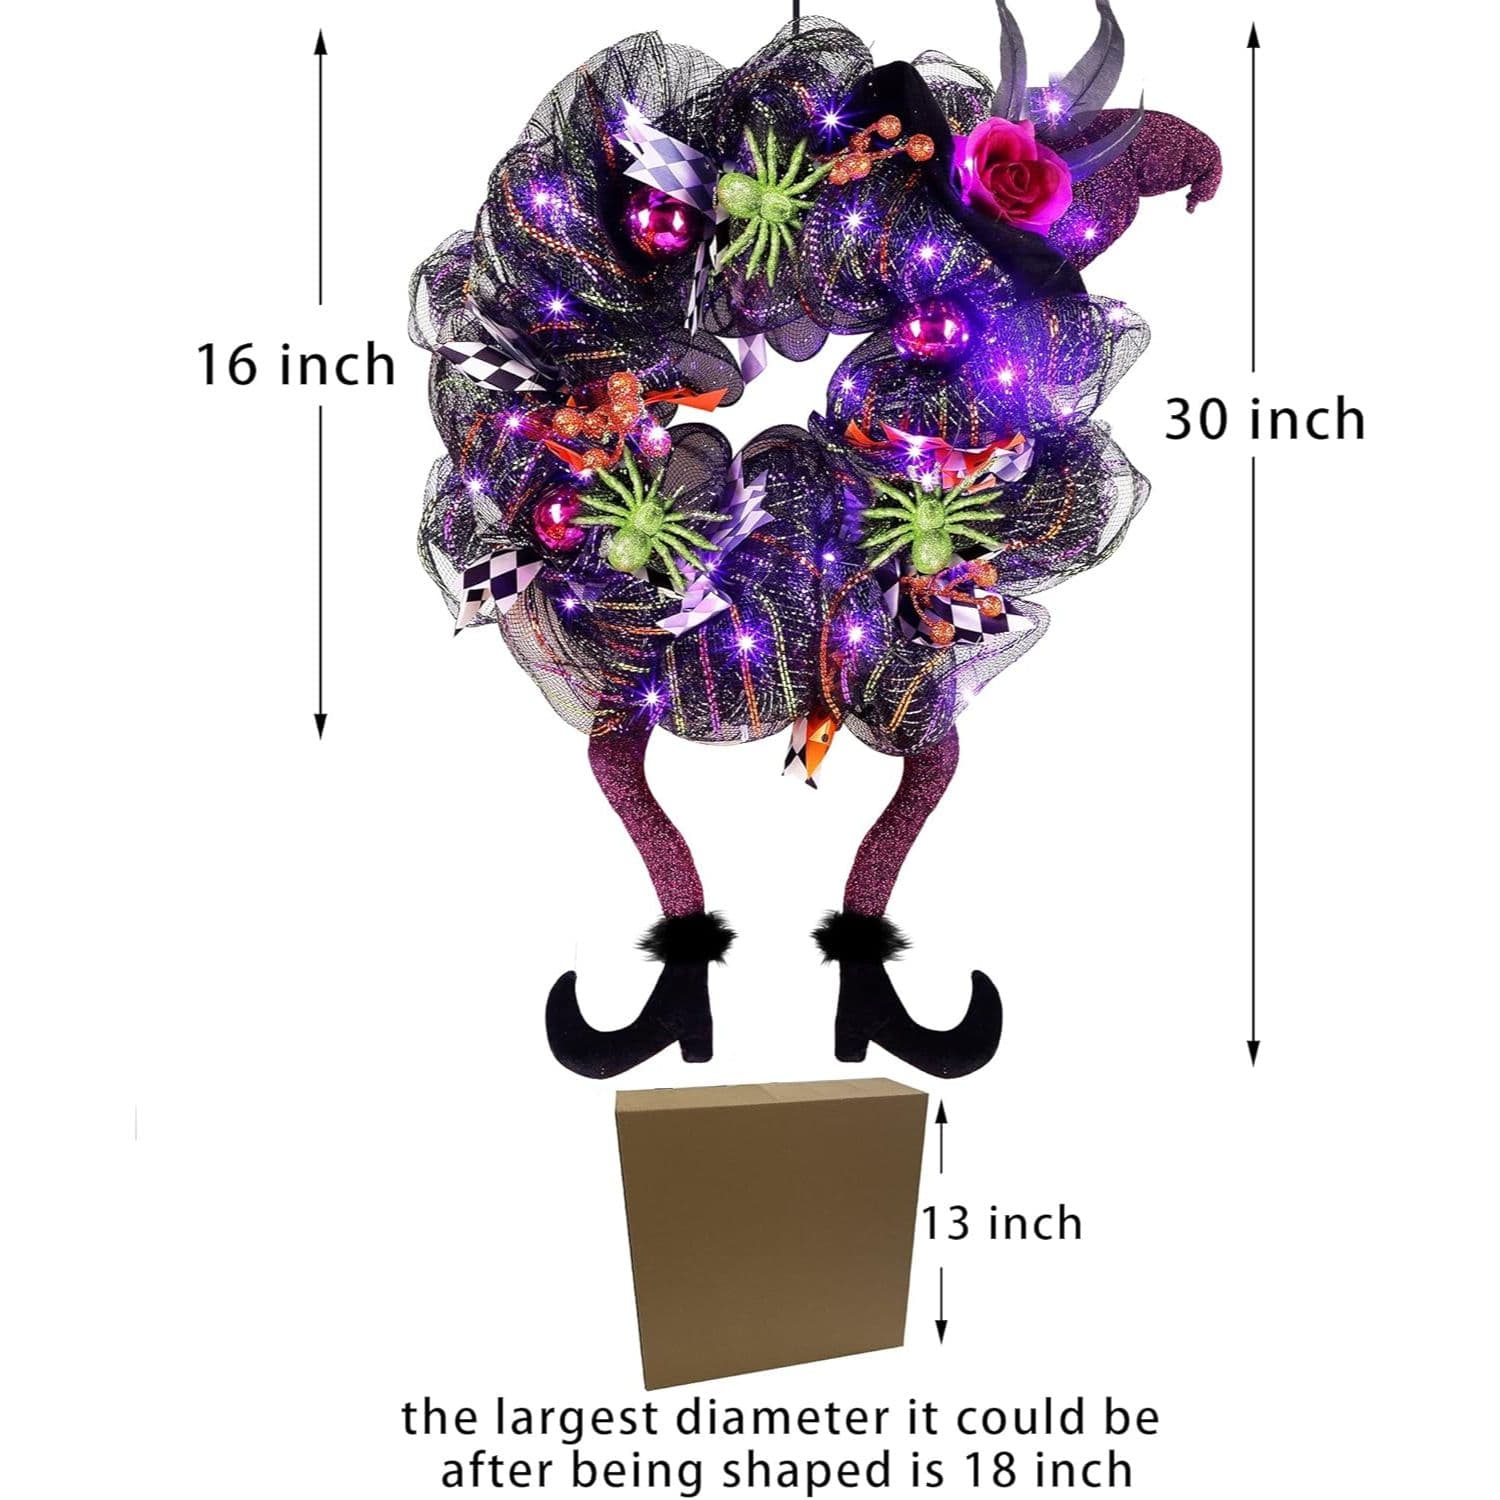 16 inch
30 inch
13 inch
the largest diameter it could be
after being shaped is 18 inch